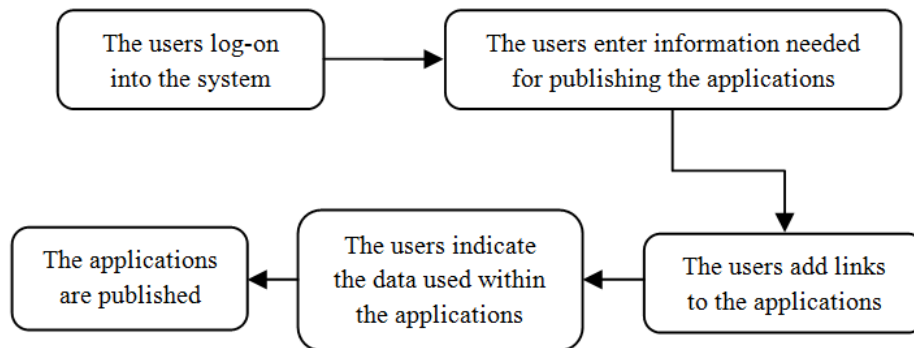 The users log-on
into the system
The users enter information needed
for publishing the applications
The users add links
to the applications
The users indicate
the data used within
the applications
The applications
are published